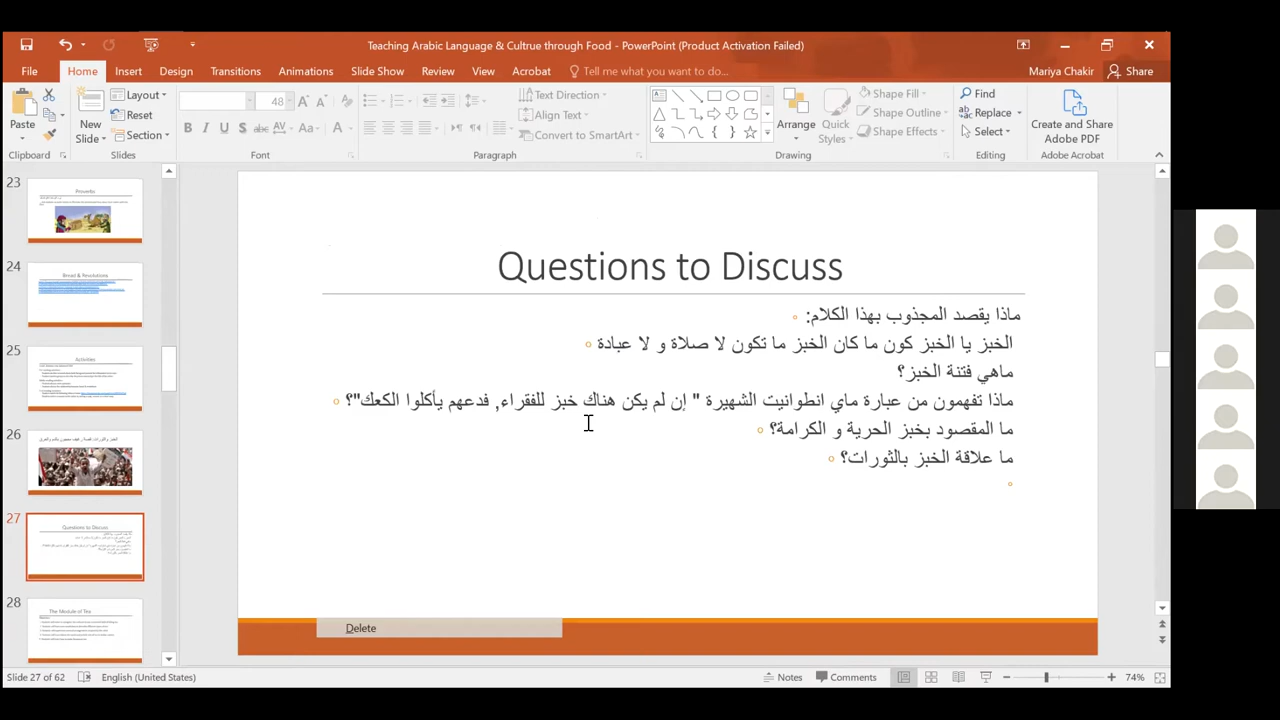 Teaching Arabic Language & Cultrue through Food - PowerPoint (Product Activation Failed)
File Home Insert Design Transitions Animations Slide Show Review View Acrobat Tell me what you want to do... Mariya Chakir Share
Paste
Layout
New Slide
Reset
Section
48
Text Direction
Align Text
Convert to SmartArt
Arrange
Quick Styles
Shape Fill
Shape Outline
Shape Effects
Find
Replace
Select
Create and Share Adobe PDF
Clipboard Slides Font Paragraph Drawing Editing Adobe Acrobat
23
Proverbs
24
Bread & Revolutions
25
Activities
26
27
Questions to Discuss
28
The Module of Tea
Questions to Discuss
ماذا يقصد المجذوب بهذا الكلام:
الخبز يا الخبز كون ما كان الخبز ما تكون لا صلاة و لا عبادة
ماهي فتنة الخبز؟
ماذا تفهمون من عبارة ماي انطوانيت الشهيرة " إن لم يكن هناك خبز للفقراء, فدعهم يأكلوا الكعك"؟
ما المقصود بخبز الحرية و الكرامة؟
ما علاقة الخبز بالثورات؟
Delete
Slide 27 of 62 English (United States) Notes Comments 74%